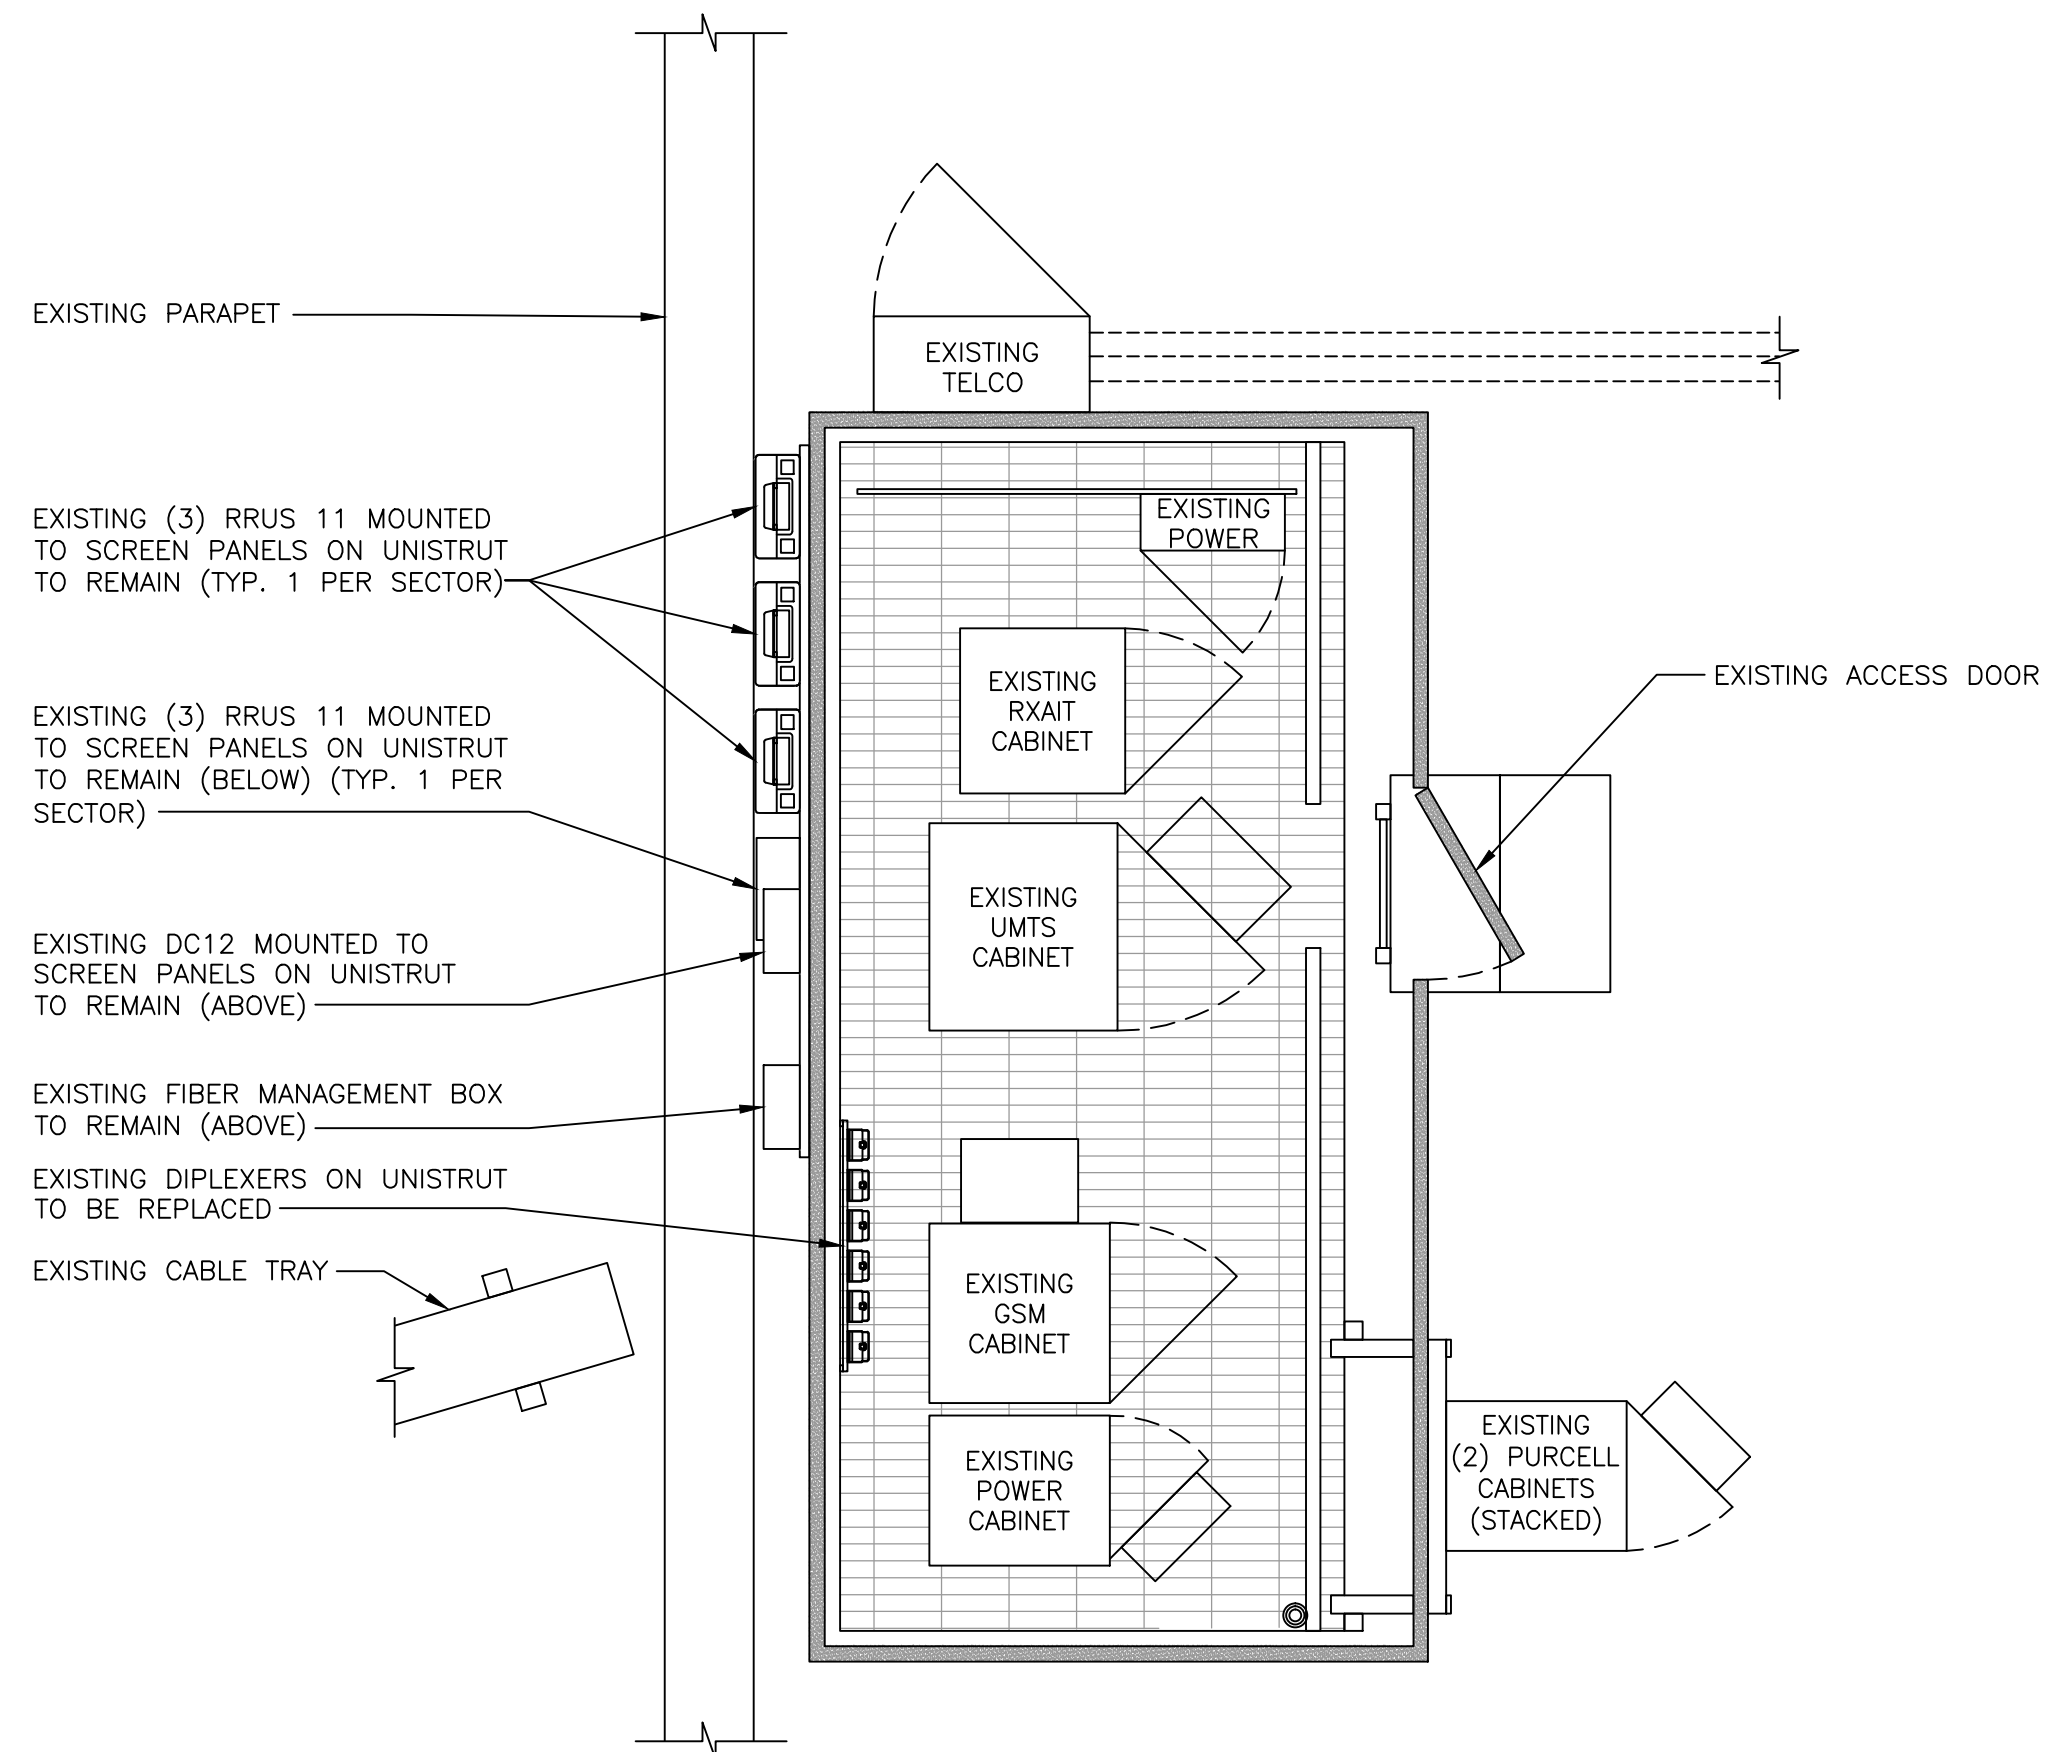 EXISTING PARAPET
EXISTING
TELCO
EXISTING (3) RRUS 11 MOUNTED
TO SCREEN PANELS ON UNISTRUT
TO REMAIN (TYP. 1 PER SECTOR)
EXISTING
POWER
EXISTING
RXAIT
CABINET
EXISTING ACCESS DOOR
EXISTING (3) RRUS 11 MOUNTED
TO SCREEN PANELS ON UNISTRUT
TO REMAIN (BELOW) (TYP. 1 PER
SECTOR)
EXISTING
UMTS
CABINET
EXISTING DC12 MOUNTED TO
SCREEN PANELS ON UNISTRUT
TO REMAIN (ABOVE)
EXISTING FIBER MANAGEMENT BOX
TO REMAIN (ABOVE)
EXISTING DIPLEXERS ON UNISTRUT
TO BE REPLACED
EXISTING CABLE TRAY
EXISTING
GSM
CABINET
EXISTING
POWER
CABINET
EXISTING
(2) PURCELL
CABINETS
(STACKED)